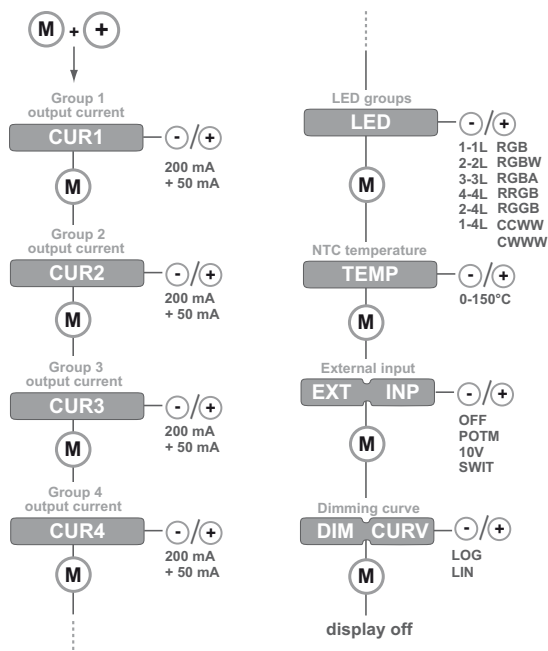 M + +
Group 1
output current
CUR1 - / +
200 mA
+ 50 mA
M
Group 2
output current
CUR2 - / +
200 mA
+ 50 mA
M
Group 3
output current
CUR3 - / +
200 mA
+ 50 mA
M
Group 4
output current
CUR4 - / +
200 mA
+ 50 mA
M
LED groups
LED - / +
1-1L RGB
2-2L RGBW
3-3L RGBA
4-4L RRGB
2-4L RGGB
1-4L CCWW
CWWW
M
NTC temperature
TEMP - / +
0-150°C
M
External input
EXT INP - / +
OFF
POTM
10V
SWIT
M
Dimming curve
DIM CURV - / +
LOG
LIN
M
display off